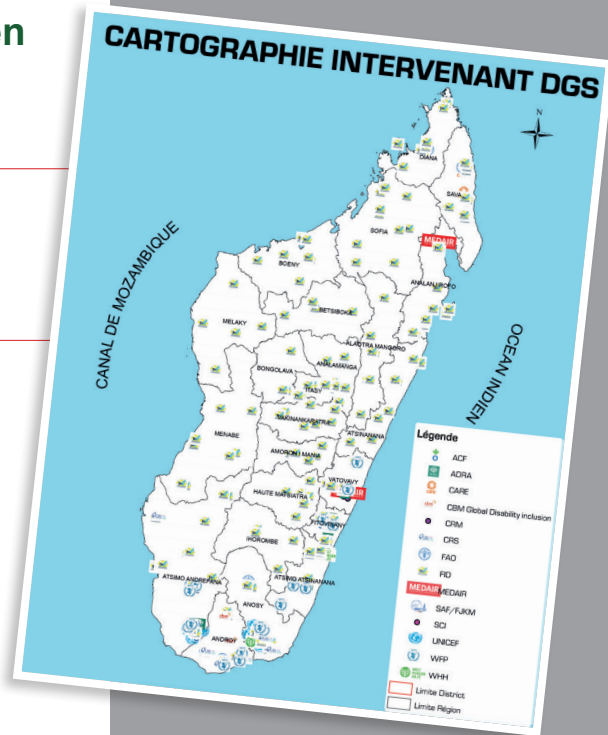 en
CARTOGRAPHIE INTERVENANT DGS
N
DIANA
SAVA
SOFIA
MEDAIR
BOENY
ANALANJIROFO
BETSIBOKA
MELAKY
ALAOTRA MANGORO
BONGOLAVA
ANALAMANGA
ITASY
VAKINANKARATRA
ATSINANANA
MENABE
AMORON I MANIA
VATOVAVY
HAUTE MATSIATRA
FITOVINANY
IHOROMBE
ATSIMO ANDREFANA
ATSIMO ATSINANANA
ANOSY
ANDROY
CANAL DE MOZAMBIQUE
OCEAN INDIEN
Légende
ACF
ADRA
CARE
CBM Global Disability inclusion
CRM
CRS
FAO
FID
MEDAIR MEDAIR
SAF/FJKM
SCI
UNICEF
WFP
WHH
Limite District
Limite Région